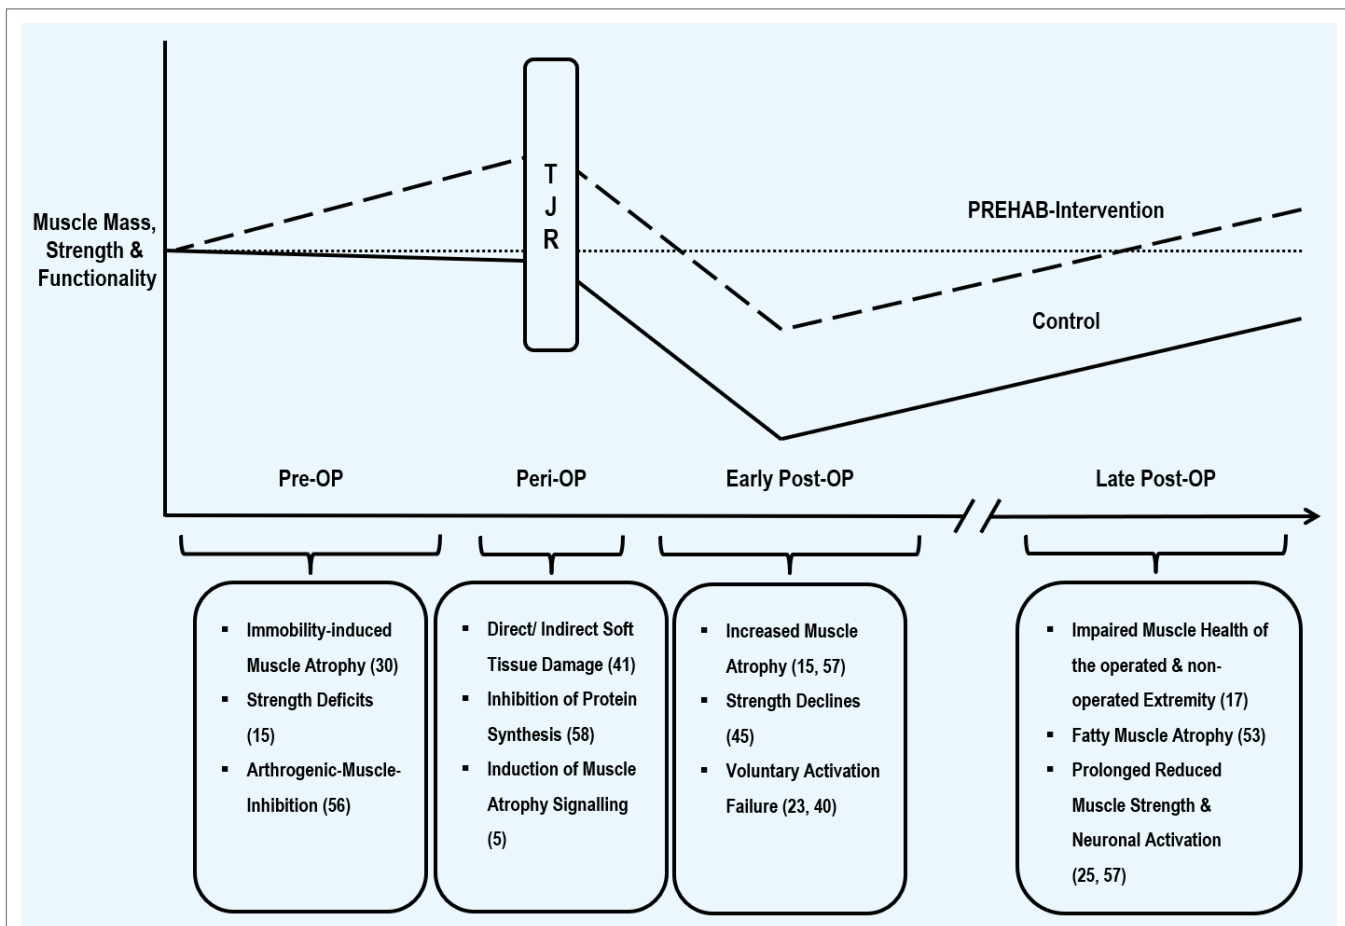 T
J
R
Muscle Mass,
Strength &
Functionality
PREHAB-Intervention
Control
Pre-OP
Peri-OP
Early Post-OP
Late Post-OP
▪ Immobility-induced
Muscle Atrophy (30)
▪ Strength Deficits
(15)
▪ Arthrogenic-Muscle-
Inhibition (56)
▪ Direct/ Indirect Soft
Tissue Damage (41)
▪ Inhibition of Protein
Synthesis (58)
▪ Induction of Muscle
Atrophy Signalling
(5)
▪ Increased Muscle
Atrophy (15, 57)
▪ Strength Declines
(45)
▪ Voluntary Activation
Failure (23, 40)
▪ Impaired Muscle Health of
the operated & non-
operated Extremity (17)
▪ Fatty Muscle Atrophy (53)
▪ Prolonged Reduced
Muscle Strength &
Neuronal Activation
(25, 57)